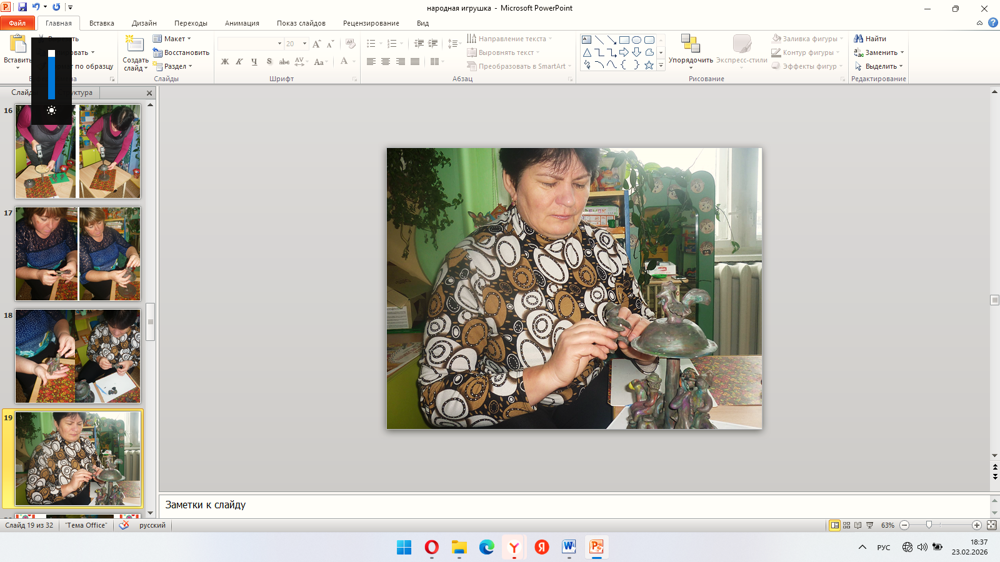 народная игрушка - Microsoft PowerPoint
Файл
Главная
Вставка
Дизайн
Переходы
Анимация
Показ слайдов
Рецензирование
Вид
Вставить
по образцу
Создать
слайд
Макет
Восстановить
Раздел
Слайды
20
Ж К Ч S abc AV Aa A
Шрифт
Направление текста
Выровнять текст
Преобразовать в SmartArt
Абзац
Упорядочить
Экспресс-стили
Заливка фигуры
Контур фигуры
Эффекты фигур
Рисование
Найти
Заменить
Выделить
Редактирование
16
17
18
19
Заметки к слайду
Слайд 19 из 32
"Тема Office"
русский
63%
РУС
18:37
23.02.2026